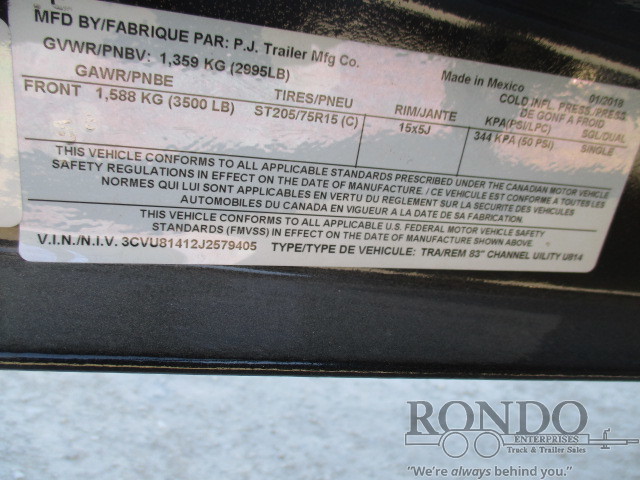 MFD BY/FABRIQUE PAR: P.J. Trailer Mfg Co.
Made in Mexico
01/2018
GVWR/PNBV: 1,359 KG (2995LB)
GAWR/PNBE
TIRES/PNEU
RIM/JANTE
COLD INFL. PRESS./PRESS
DE GONF A FROID
KPA(PSI/LPC)
SGL/DUAL
FRONT
1,588 KG (3500 LB)
ST205/75R15 (C)
15x5J
344 KPA (50 PSI)
SINGLE
THIS VEHICLE CONFORMS TO ALL APPLICABLE STANDARDS PRESCRIBED UNDER THE CANADIAN MOTOR VEHICLE
SAFETY REGULATIONS IN EFFECT ON THE DATE OF MANUFACTURE. / CE VEHICULE EST CONFORME A TOUTES LES
NORMES QUI LUI SONT APPLICABLES EN VERTU DU REGLEMENT SUR LA SECURITE DES VEHICULES
AUTOMOBILES DU CANADA EN VIGUEUR A LA DATE DE SA FABRICATION.
THIS VEHICLE CONFORMS TO ALL APPLICABLE U.S. FEDERAL MOTOR VEHICLE SAFETY
STANDARDS (FMVSS) IN EFFECT ON THE DATE OF MANUFACTURE.
V.I.N./N.I.V. 3CVU81412J2579405 TYPE/TYPE DE VEHICULE: TRA/REM 83" CHANNEL UILITY U814
RONDO
ENTERPRISES
Truck & Trailer Sales
"We're always behind you."